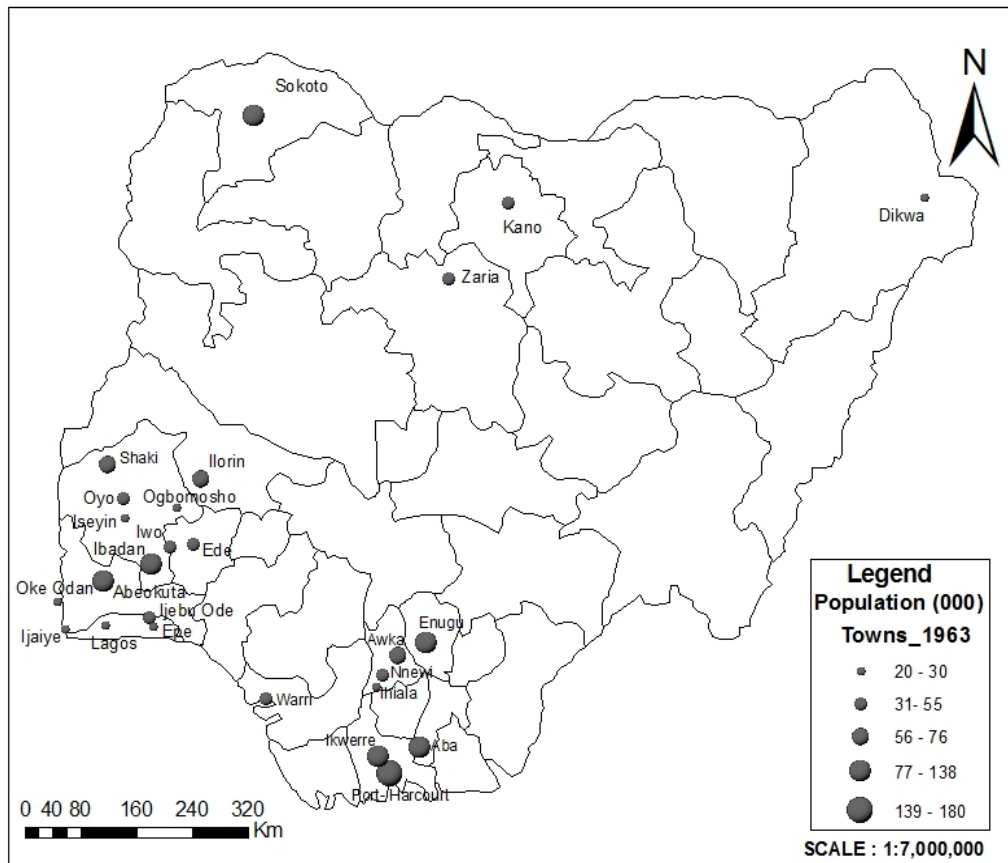 Sokoto
N
Kano
Dikwa
Zaria
Shaki
Ilorin
Oyo
Ogbomosho
Iseyin
Iwo
Ibadan
Ede
Oke Odan
Abeokuta
Ijebu Ode
Ijaiye
Lagos
Epe
Enugu
Awka
Nnewi
Ihiala
Warri
Ikwerre
Aba
Port- Harcourt
0 40 80 160 240 320
Km
Legend
Population (000)
Towns_1963
20 - 30
31- 55
56 - 76
77 - 138
139 - 180
SCALE : 1:7,000,000